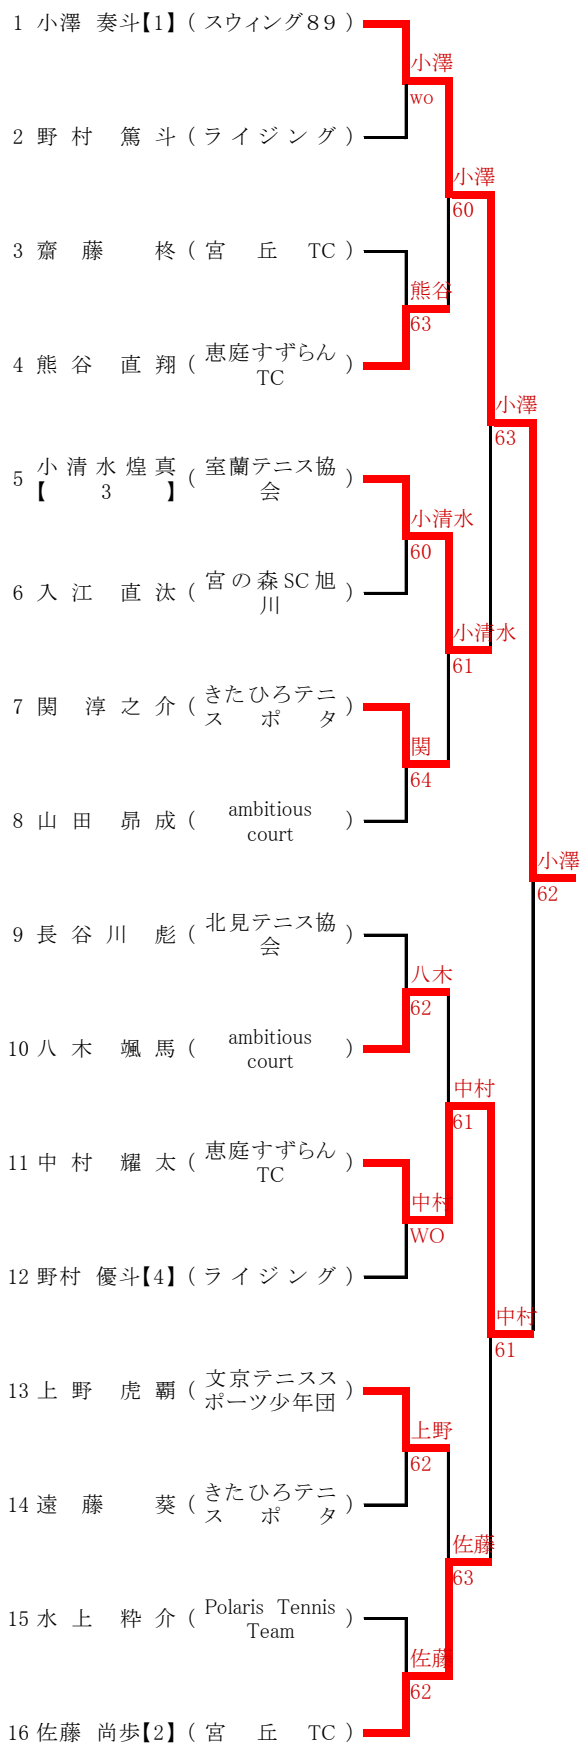 1 小澤 奏斗【1】 ( スウィング８９ )
小澤
wo
2 野村 篤斗 ( ライジング )
小澤
60
3 齋藤 柊 ( 宮丘 TC )
熊谷
63
4 熊谷 直翔 ( 恵庭すずらん
TC )
小澤
63
5 小清水煌真
【3】 ( 室蘭テニス協
会 )
小清水
60
6 入江 直汰 ( 宮の森SC旭
川 )
小清水
61
7 関 淳之介 ( きたひろテニ
スポタ )
関
64
8 山田 昴成 ( ambitious
court )
小澤
62
9 長谷川 彪 ( 北見テニス協
会 )
八木
62
10 八木 颯馬 ( ambitious
court )
中村
61
11 中村 耀太 ( 恵庭すずらん
TC )
中村
WO
12 野村 優斗【4】 ( ライジング )
中村
61
13 上野 虎覇 ( 文京テニスス
ポーツ少年団 )
上野
62
14 遠藤 葵 ( きたひろテニ
スポタ )
佐藤
63
15 水上 粋介 ( Polaris Tennis
Team )
佐藤
62
16 佐藤 尚歩【2】 ( 宮丘 TC )